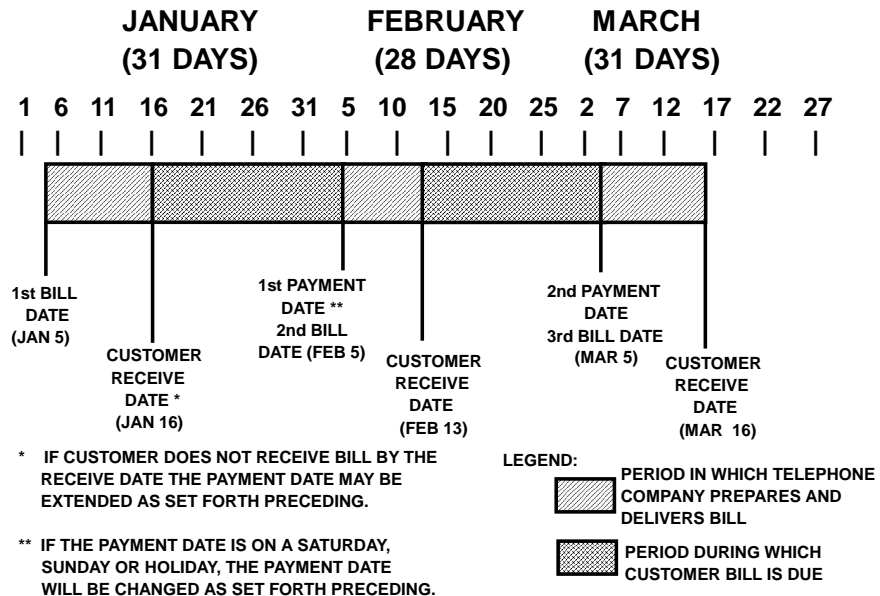 JANUARY FEBRUARY MARCH
(31 DAYS) (28 DAYS) (31 DAYS)
1 6 11 16 21 26 31 5 10 15 20 25 2 7 12 17 22 27
1st BILL
DATE
(JAN 5)
CUSTOMER
RECEIVE
DATE *
(JAN 16)
1st PAYMENT
DATE **
2nd BILL
DATE (FEB 5)
CUSTOMER
RECEIVE
DATE
(FEB 13)
2nd PAYMENT
DATE
3rd BILL DATE
(MAR 5)
CUSTOMER
RECEIVE
DATE
(MAR 16)
* IF CUSTOMER DOES NOT RECEIVE BILL BY THE
RECEIVE DATE THE PAYMENT DATE MAY BE
EXTENDED AS SET FORTH PRECEDING.
** IF THE PAYMENT DATE IS ON A SATURDAY,
SUNDAY OR HOLIDAY, THE PAYMENT DATE
WILL BE CHANGED AS SET FORTH PRECEDING.
LEGEND:
PERIOD IN WHICH TELEPHONE
COMPANY PREPARES AND
DELIVERS BILL
PERIOD DURING WHICH
CUSTOMER BILL IS DUE